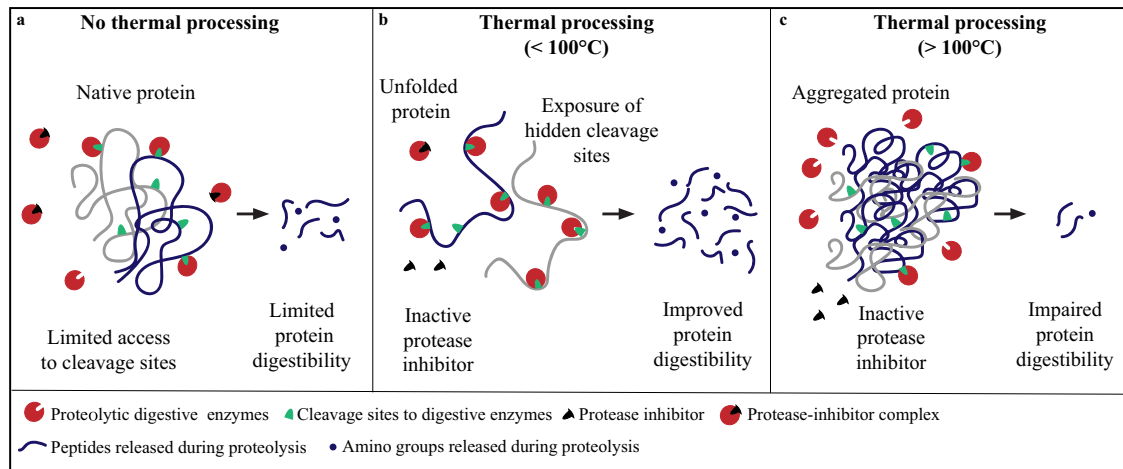 a
No thermal processing
Native protein
Limited access
to cleavage sites
Limited
protein
digestibility
b
Thermal processing
(< 100°C)
Unfolded
protein
Exposure of
hidden cleavage
sites
Inactive
protease
inhibitor
Improved
protein
digestibility
c
Thermal processing
(> 100°C)
Aggregated protein
Inactive
protease
inhibitor
Impaired
protein
digestibility
Proteolytic digestive enzymes
Cleavage sites to digestive enzymes
Protease inhibitor
Protease-inhibitor complex
Peptides released during proteolysis
Amino groups released during proteolysis